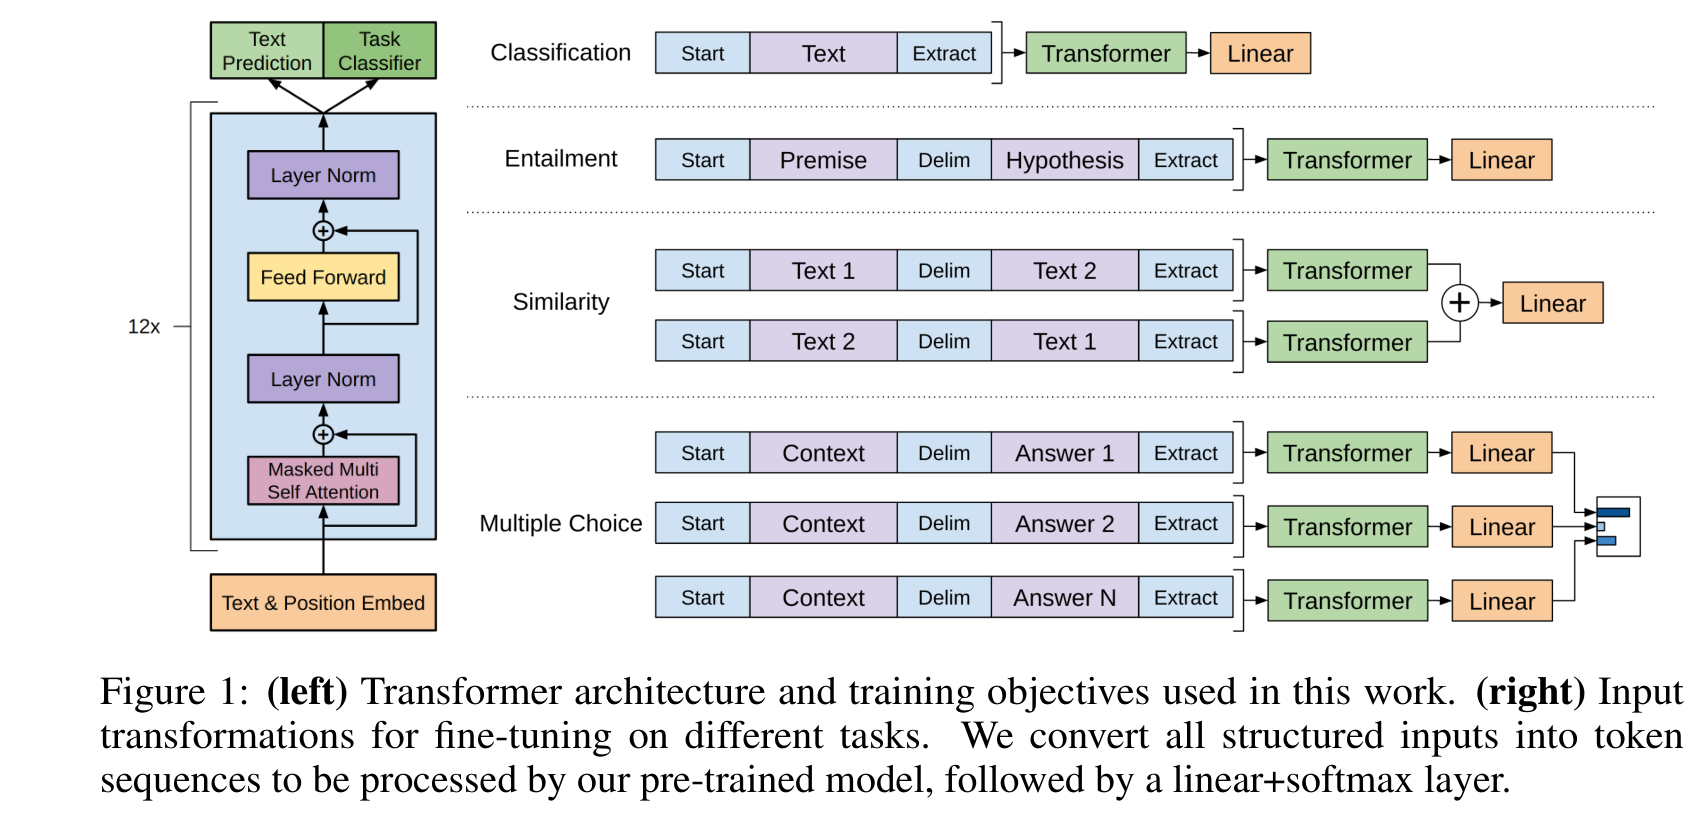 Text
Prediction
Task
Classifier
12x
Layer Norm
Feed Forward
Layer Norm
Masked Multi
Self Attention
Text & Position Embed
Classification
Start Text Extract Transformer Linear
Entailment
Start Premise Delim Hypothesis Extract Transformer Linear
Similarity
Start Text 1 Delim Text 2 Extract Transformer
Start Text 2 Delim Text 1 Extract Transformer
+ Linear
Multiple Choice
Start Context Delim Answer 1 Extract Transformer Linear
Start Context Delim Answer 2 Extract Transformer Linear
Start Context Delim Answer N Extract Transformer Linear
Figure 1: (left) Transformer architecture and training objectives used in this work. (right) Input
transformations for fine-tuning on different tasks. We convert all structured inputs into token
sequences to be processed by our pre-trained model, followed by a linear+softmax layer.